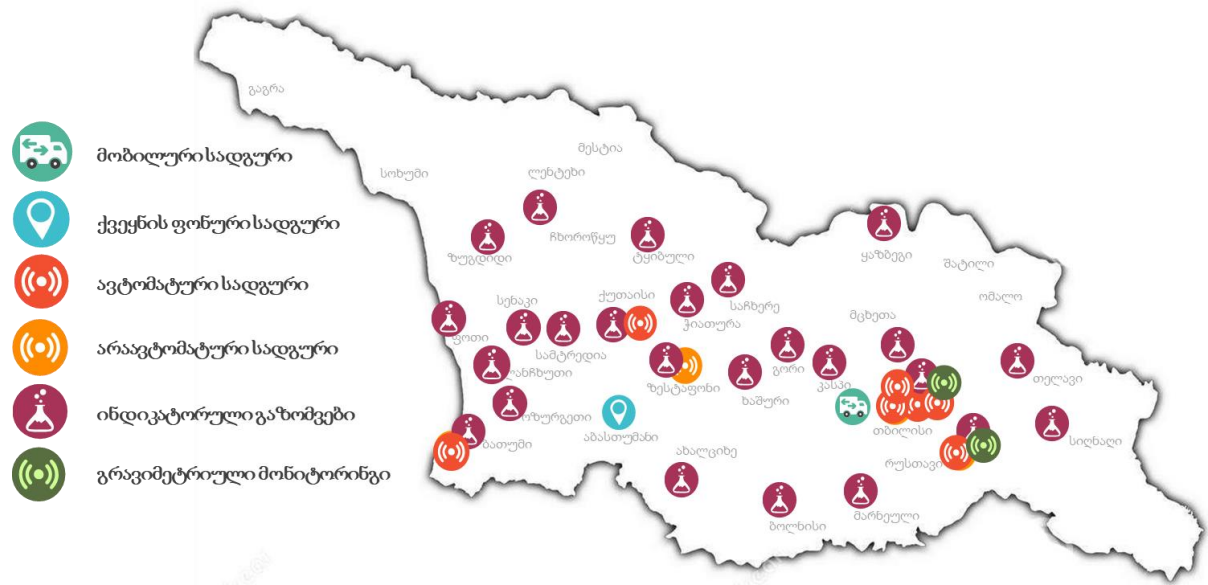 გაგრა
მობილური სადგური
ქვეყნის ფონური სადგური
ავტომატური სადგური
არაავტომატური სადგური
ინდიკატორული გაზომვები
გრავიმეტრიული მონიტორინგი
მესტია
სოხუმი
ლენტეხი
ჩხოროწყუ
ზუგდიდი
ტყიბული
ყაზბეგი
შატილი
ომალო
საჩხერე
ქუთაისი
სენაკი
ჭიათურა
მცხეთა
ფოთი
სამტრედია
ლანჩხუთი
ზესტაფონი
ხაშური
გორი
კასპი
თელავი
ოზურგეთი
აბასთუმანი
თბილისი
სიღნაღი
ბათუმი
ახალციხე
რუსთავი
ბოლნისი
მარნეული